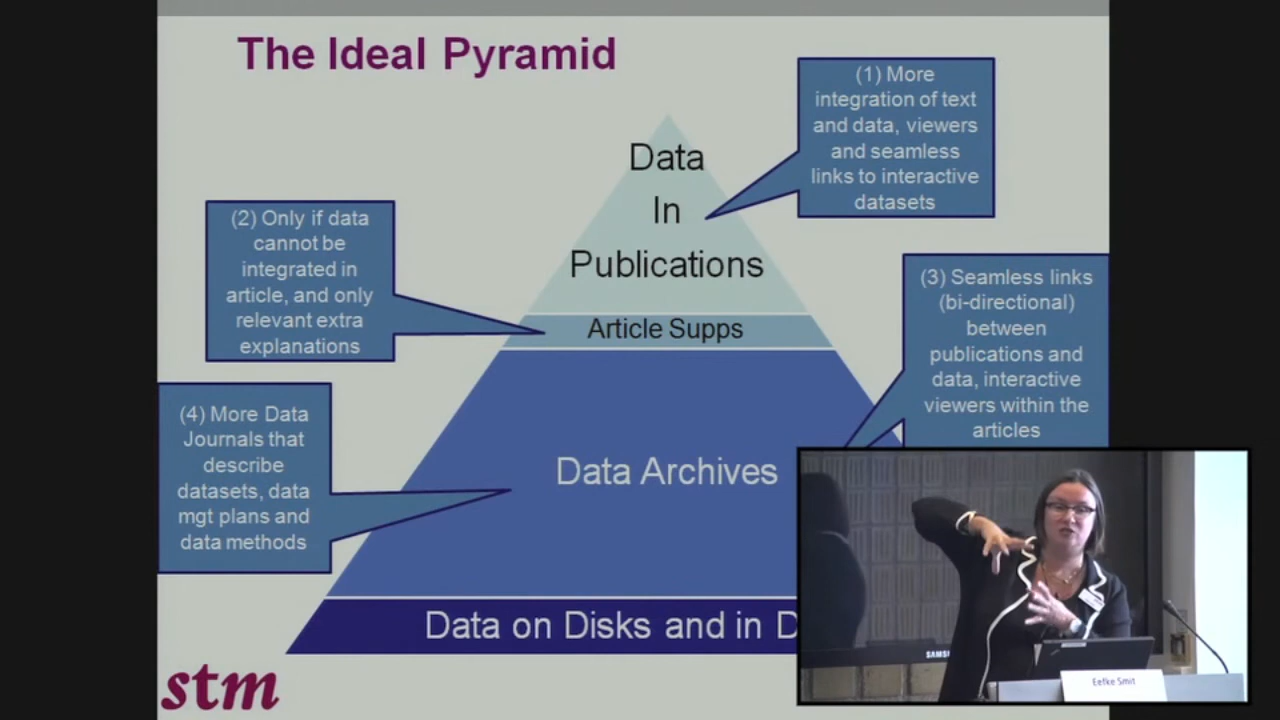 The Ideal Pyramid
(1) More
integration of text
and data, viewers
and seamless
links to interactive
datasets
Data
In
Publications
(2) Only if data
cannot be
integrated in
article, and only
relevant extra
explanations
(3) Seamless links
(bi-directional)
between
publications and
data, interactive
viewers within the
articles
Article Supps
(4) More Data
Journals that
describe
datasets, data
mgt plans and
data methods
Data Archives
Data on Disks and in D
stm
SAMS
Eefke Smit